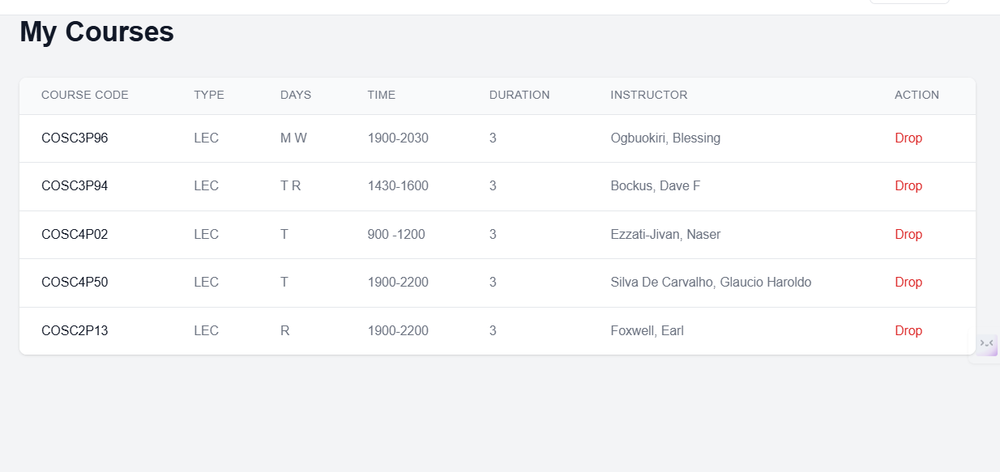 My Courses
COURSE CODE TYPE DAYS TIME DURATION INSTRUCTOR ACTION
COSC3P96 LEC M W 1900-2030 3 Ogbuokiri, Blessing Drop
COSC3P94 LEC T R 1430-1600 3 Bockus, Dave F Drop
COSC4P02 LEC T 900 -1200 3 Ezzati-Jivan, Naser Drop
COSC4P50 LEC T 1900-2200 3 Silva De Carvalho, Glaucio Haroldo Drop
COSC2P13 LEC R 1900-2200 3 Foxwell, Earl Drop